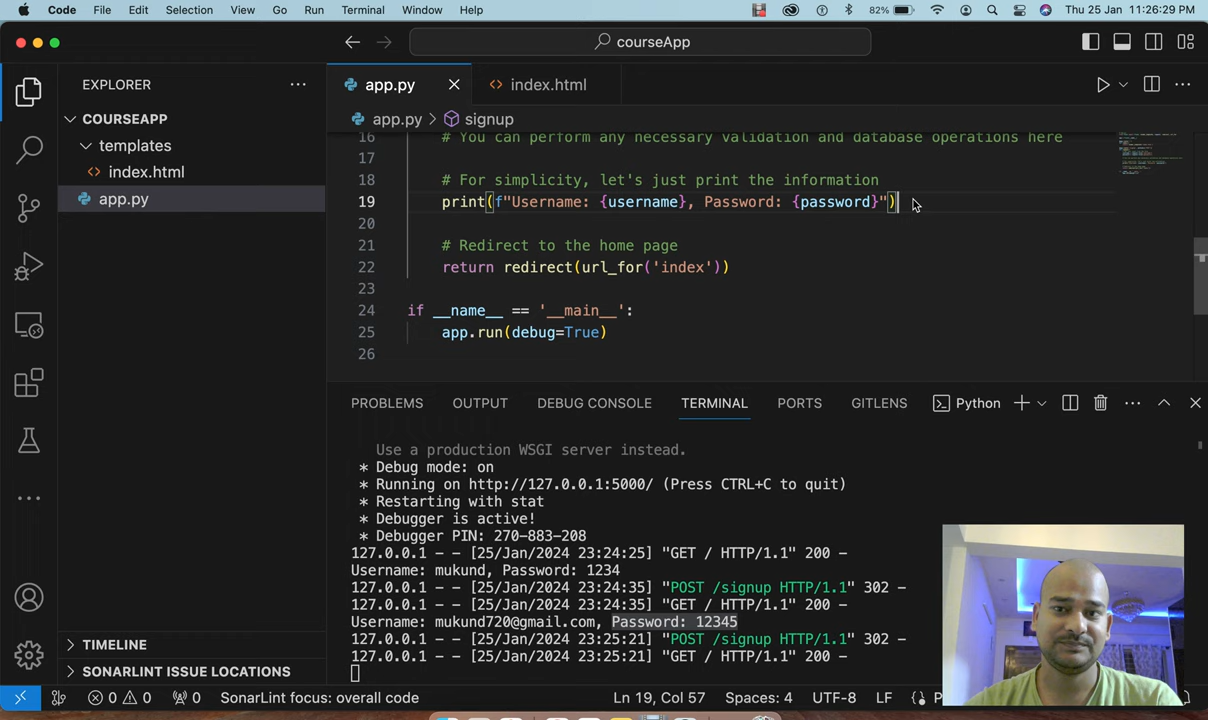 Code File Edit Selection View Go Run Terminal Window Help 82% Thu 25 Jan 11:26:29 PM
courseApp
EXPLORER
app.py
index.html
COURSEAPP
app.py > signup
templates
index.html
app.py
16 # You can perform any necessary validation and database operations here
17
18 # For simplicity, let's just print the information
19 print(f"Username: {username}, Password: {password}")
20
21 # Redirect to the home page
22 return redirect(url_for('index'))
23
24 if __name__ == '__main__':
25 app.run(debug=True)
26
PROBLEMS OUTPUT DEBUG CONSOLE TERMINAL PORTS GITLENS Python
Use a production WSGI server instead.
* Debug mode: on
* Running on http://127.0.0.1:5000/ (Press CTRL+C to quit)
* Restarting with stat
* Debugger is active!
* Debugger PIN: 270-883-208
127.0.0.1 - - [25/Jan/2024 23:24:25] "GET / HTTP/1.1" 200 -
Username: mukund, Password: 1234
127.0.0.1 - - [25/Jan/2024 23:24:35] "POST /signup HTTP/1.1" 302 -
127.0.0.1 - - [25/Jan/2024 23:24:35] "GET / HTTP/1.1" 200 -
Username: mukund720@gmail.com, Password: 12345
127.0.0.1 - - [25/Jan/2024 23:25:21] "POST /signup HTTP/1.1" 302 -
127.0.0.1 - - [25/Jan/2024 23:25:21] "GET / HTTP/1.1" 200 -
TIMELINE
SONARLINT ISSUE LOCATIONS
0 0 0 SonarLint focus: overall code Ln 19, Col 57 Spaces: 4 UTF-8 LF